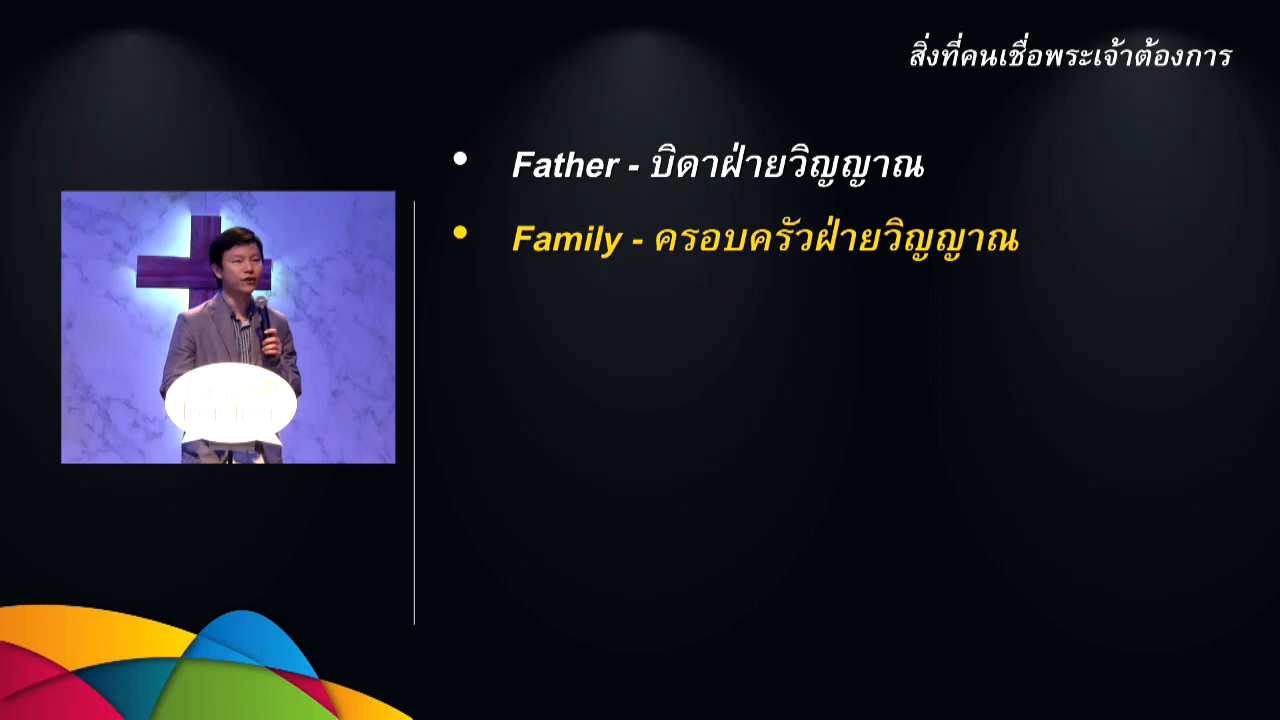 สิ่งที่คนเชื่อพระเจ้าต้องการ
• Father - บิดาฝ่ายวิญญาณ
• Family - ครอบครัวฝ่ายวิญญาณ